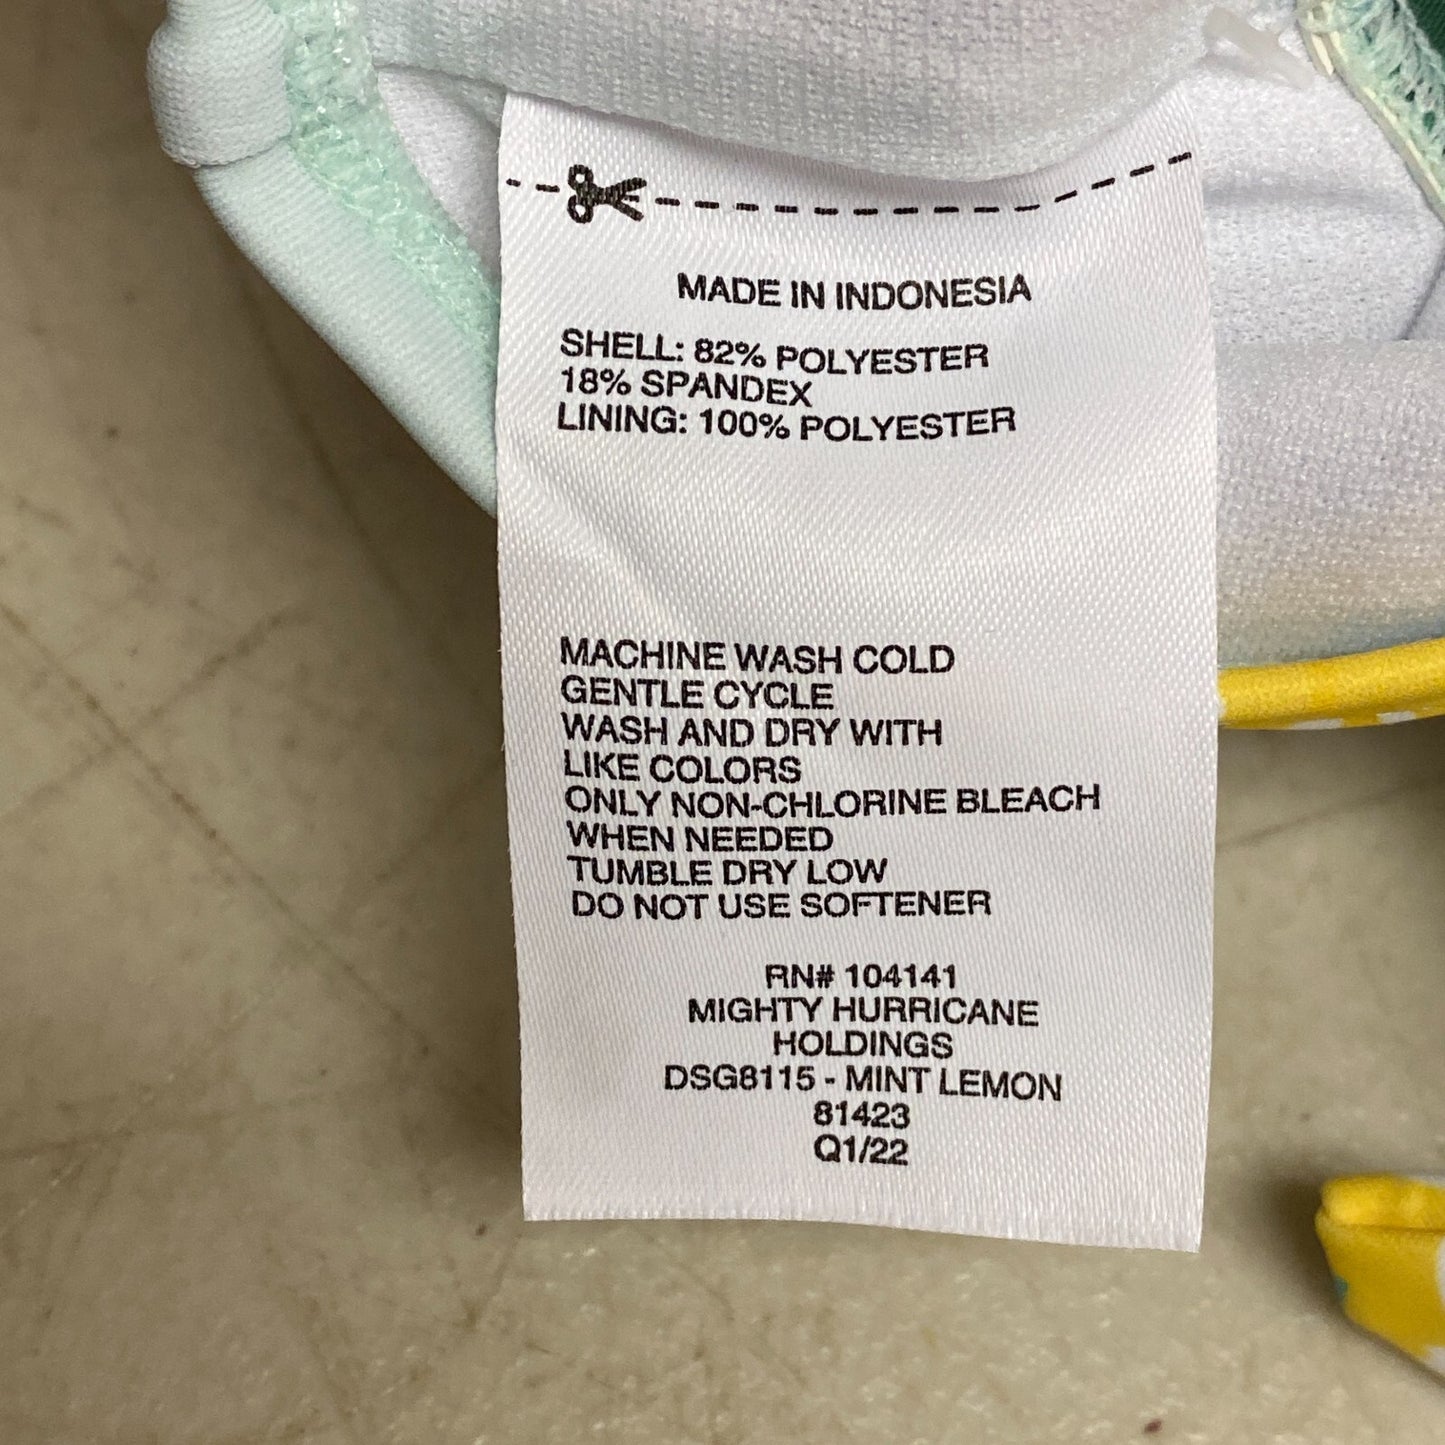 MADE IN INDONESIA
SHELL: 82% POLYESTER
18% SPANDEX
LINING: 100% POLYESTER
MACHINE WASH COLD
GENTLE CYCLE
WASH AND DRY WITH
LIKE COLORS
ONLY NON-CHLORINE BLEACH
WHEN NEEDED
TUMBLE DRY LOW
DO NOT USE SOFTENER
RN# 104141
MIGHTY HURRICANE
HOLDINGS
DSG8115 - MINT LEMON
81423
Q1/22